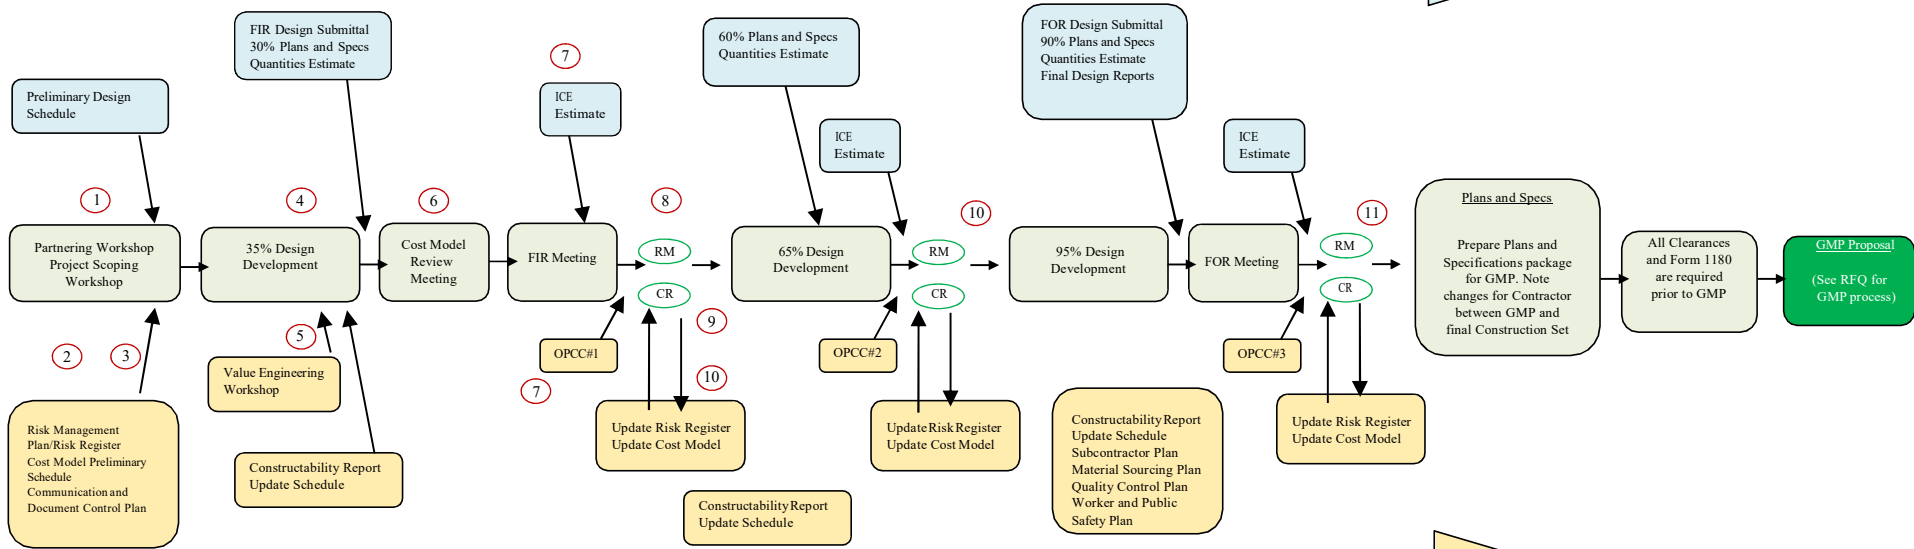 FIR Design Submittal
30% Plans and Specs
Quantities Estimate
7
60% Plans and Specs
Quantities Estimate
FOR Design Submittal
90% Plans and Specs
Quantities Estimate
Final Design Reports
Preliminary Design
Schedule
ICE
Estimate
ICE
Estimate
ICE
Estimate
1
4
6
8
10
11
Partnering Workshop
Project Scoping
Workshop
35% Design
Development
Cost Model
Review
Meeting
FIR Meeting
RM
CR
65% Design
Development
RM
CR
95% Design
Development
FOR Meeting
RM
CR
Plans and Specs
Prepare Plans and
Specifications package
for GMP. Note
changes for Contractor
between GMP and
final Construction Set
All Clearances
and Form 1180
are required
prior to GMP
GMP Proposal
(See RFQ for
GMP process)
2
3
5
9
OPCC#1
OPCC#2
OPCC#3
7
10
Value Engineering
Workshop
Risk Management
Plan/Risk Register
Cost Model Preliminary
Schedule
Communication and
Document Control Plan
Constructability Report
Update Schedule
Update Risk Register
Update Cost Model
Constructability Report
Update Schedule
Update Risk Register
Update Cost Model
Constructability Report
Update Schedule
Subcontractor Plan
Material Sourcing Plan
Quality Control Plan
Worker and Public
Safety Plan
Update Risk Register
Update Cost Model